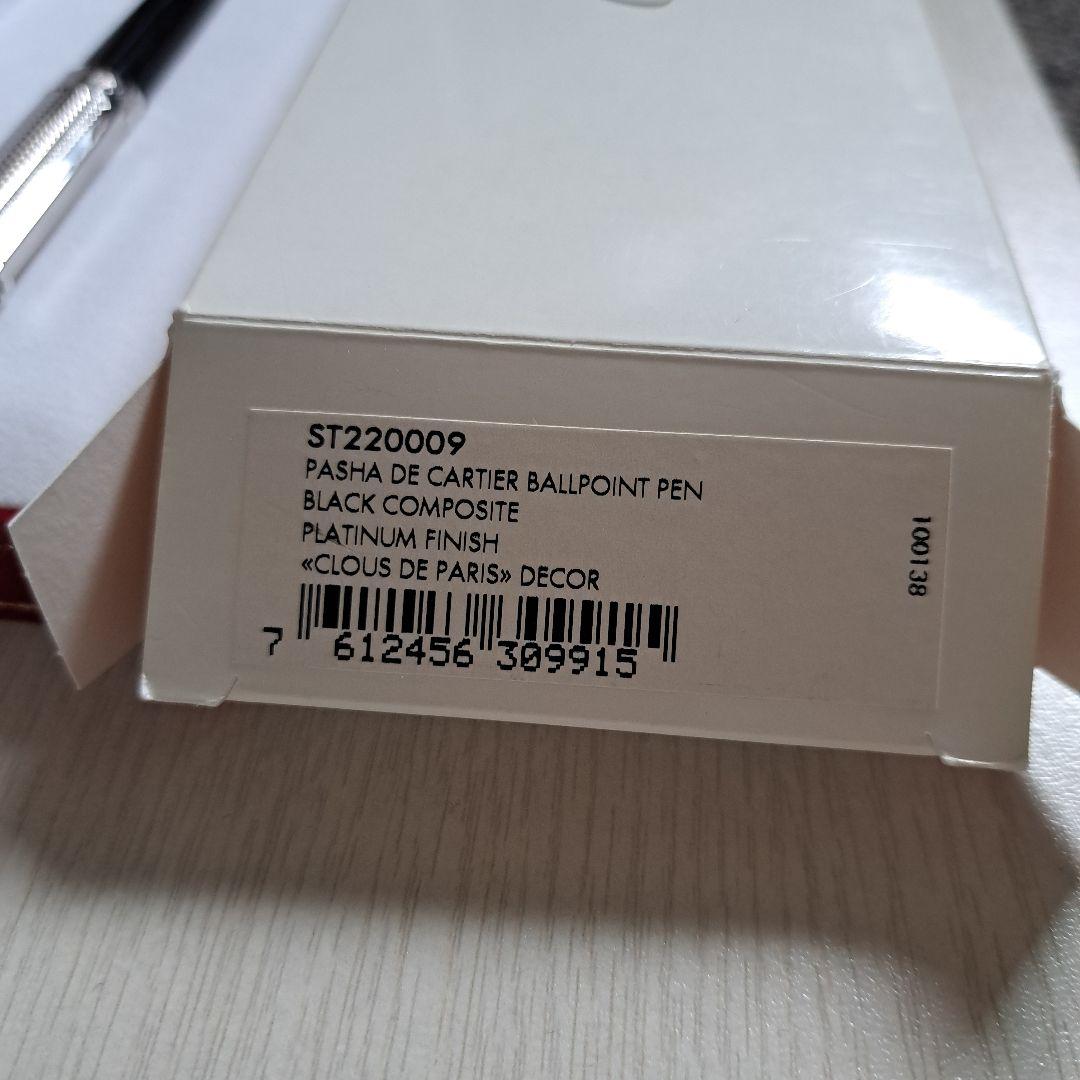 ST220009
PASHA DE CARTIER BALLPOINT PEN
BLACK COMPOSITE
PLATINUM FINISH
«CLOUS DE PARIS» DECOR
7 612456 309915
100138